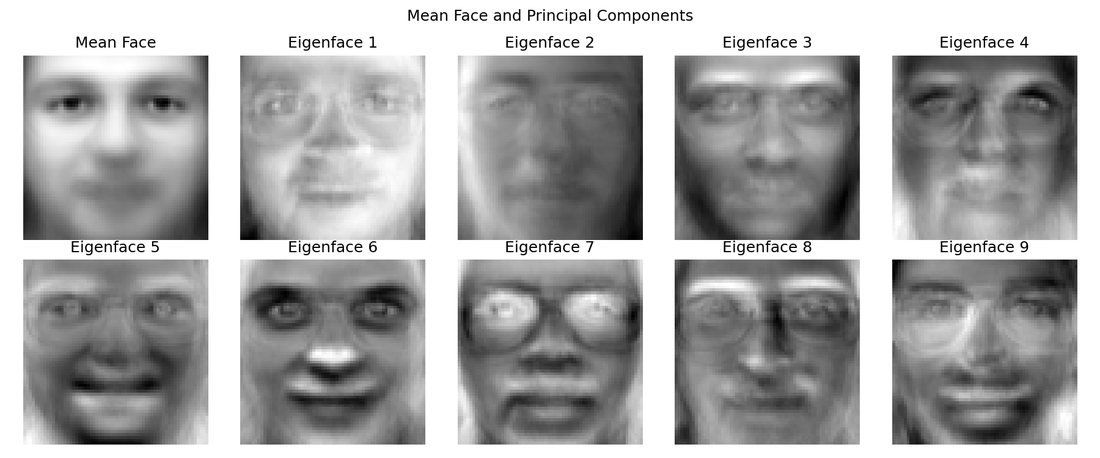 Mean Face and Principal Components
Mean Face
Eigenface 1
Eigenface 2
Eigenface 3
Eigenface 4
Eigenface 5
Eigenface 6
Eigenface 7
Eigenface 8
Eigenface 9